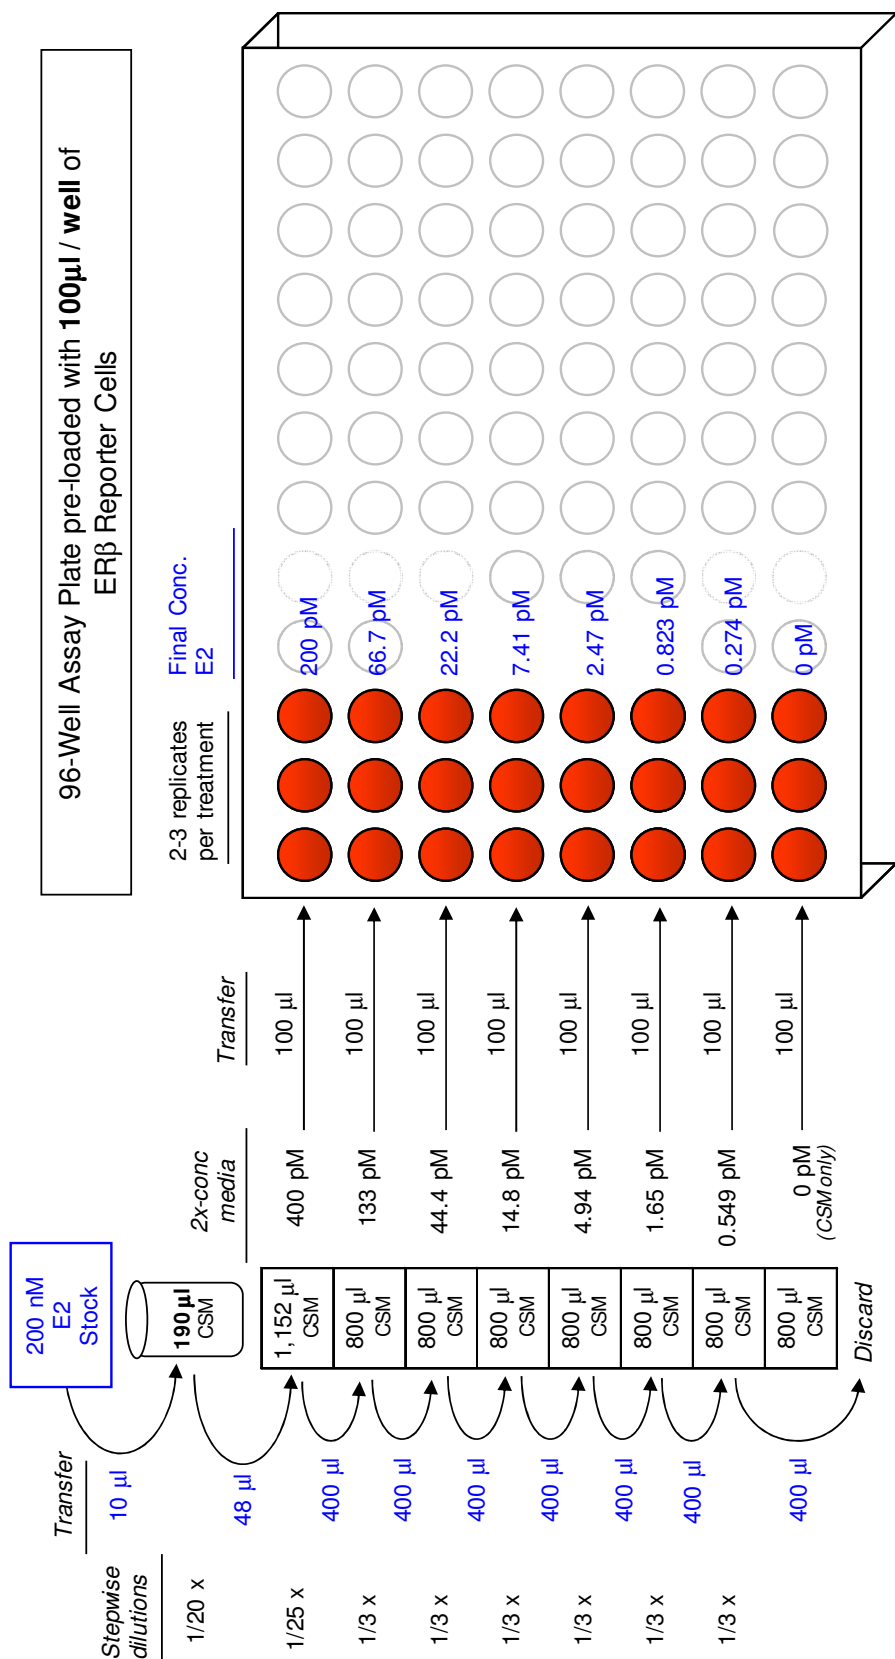 96-Well Assay Plate pre-loaded with 100µl / well of
ERβ Reporter Cells
Stepwise
dilutions
1/20 x
1/25 x
1/3 x
1/3 x
1/3 x
1/3 x
1/3 x
1/3 x
Transfer
10 µl
48 µl
400 µl
400 µl
400 µl
400 µl
400 µl
400 µl
400 µl
200 nM
E2
Stock
190µl
CSM
1,152 µl
CSM
800 µl
CSM
800 µl
CSM
800 µl
CSM
800 µl
CSM
800 µl
CSM
800 µl
CSM
800 µl
CSM
Discard
2x-conc
media
400 pM
133 pM
44.4 pM
14.8 pM
4.94 pM
1.65 pM
0.549 pM
0 pM
(CSM only)
Transfer
100 µl
100 µl
100 µl
100 µl
100 µl
100 µl
100 µl
100 µl
2-3 replicates
per treatment
Final Conc.
E2
200 pM
66.7 pM
22.2 pM
7.41 pM
2.47 pM
0.823 pM
0.274 pM
0 pM